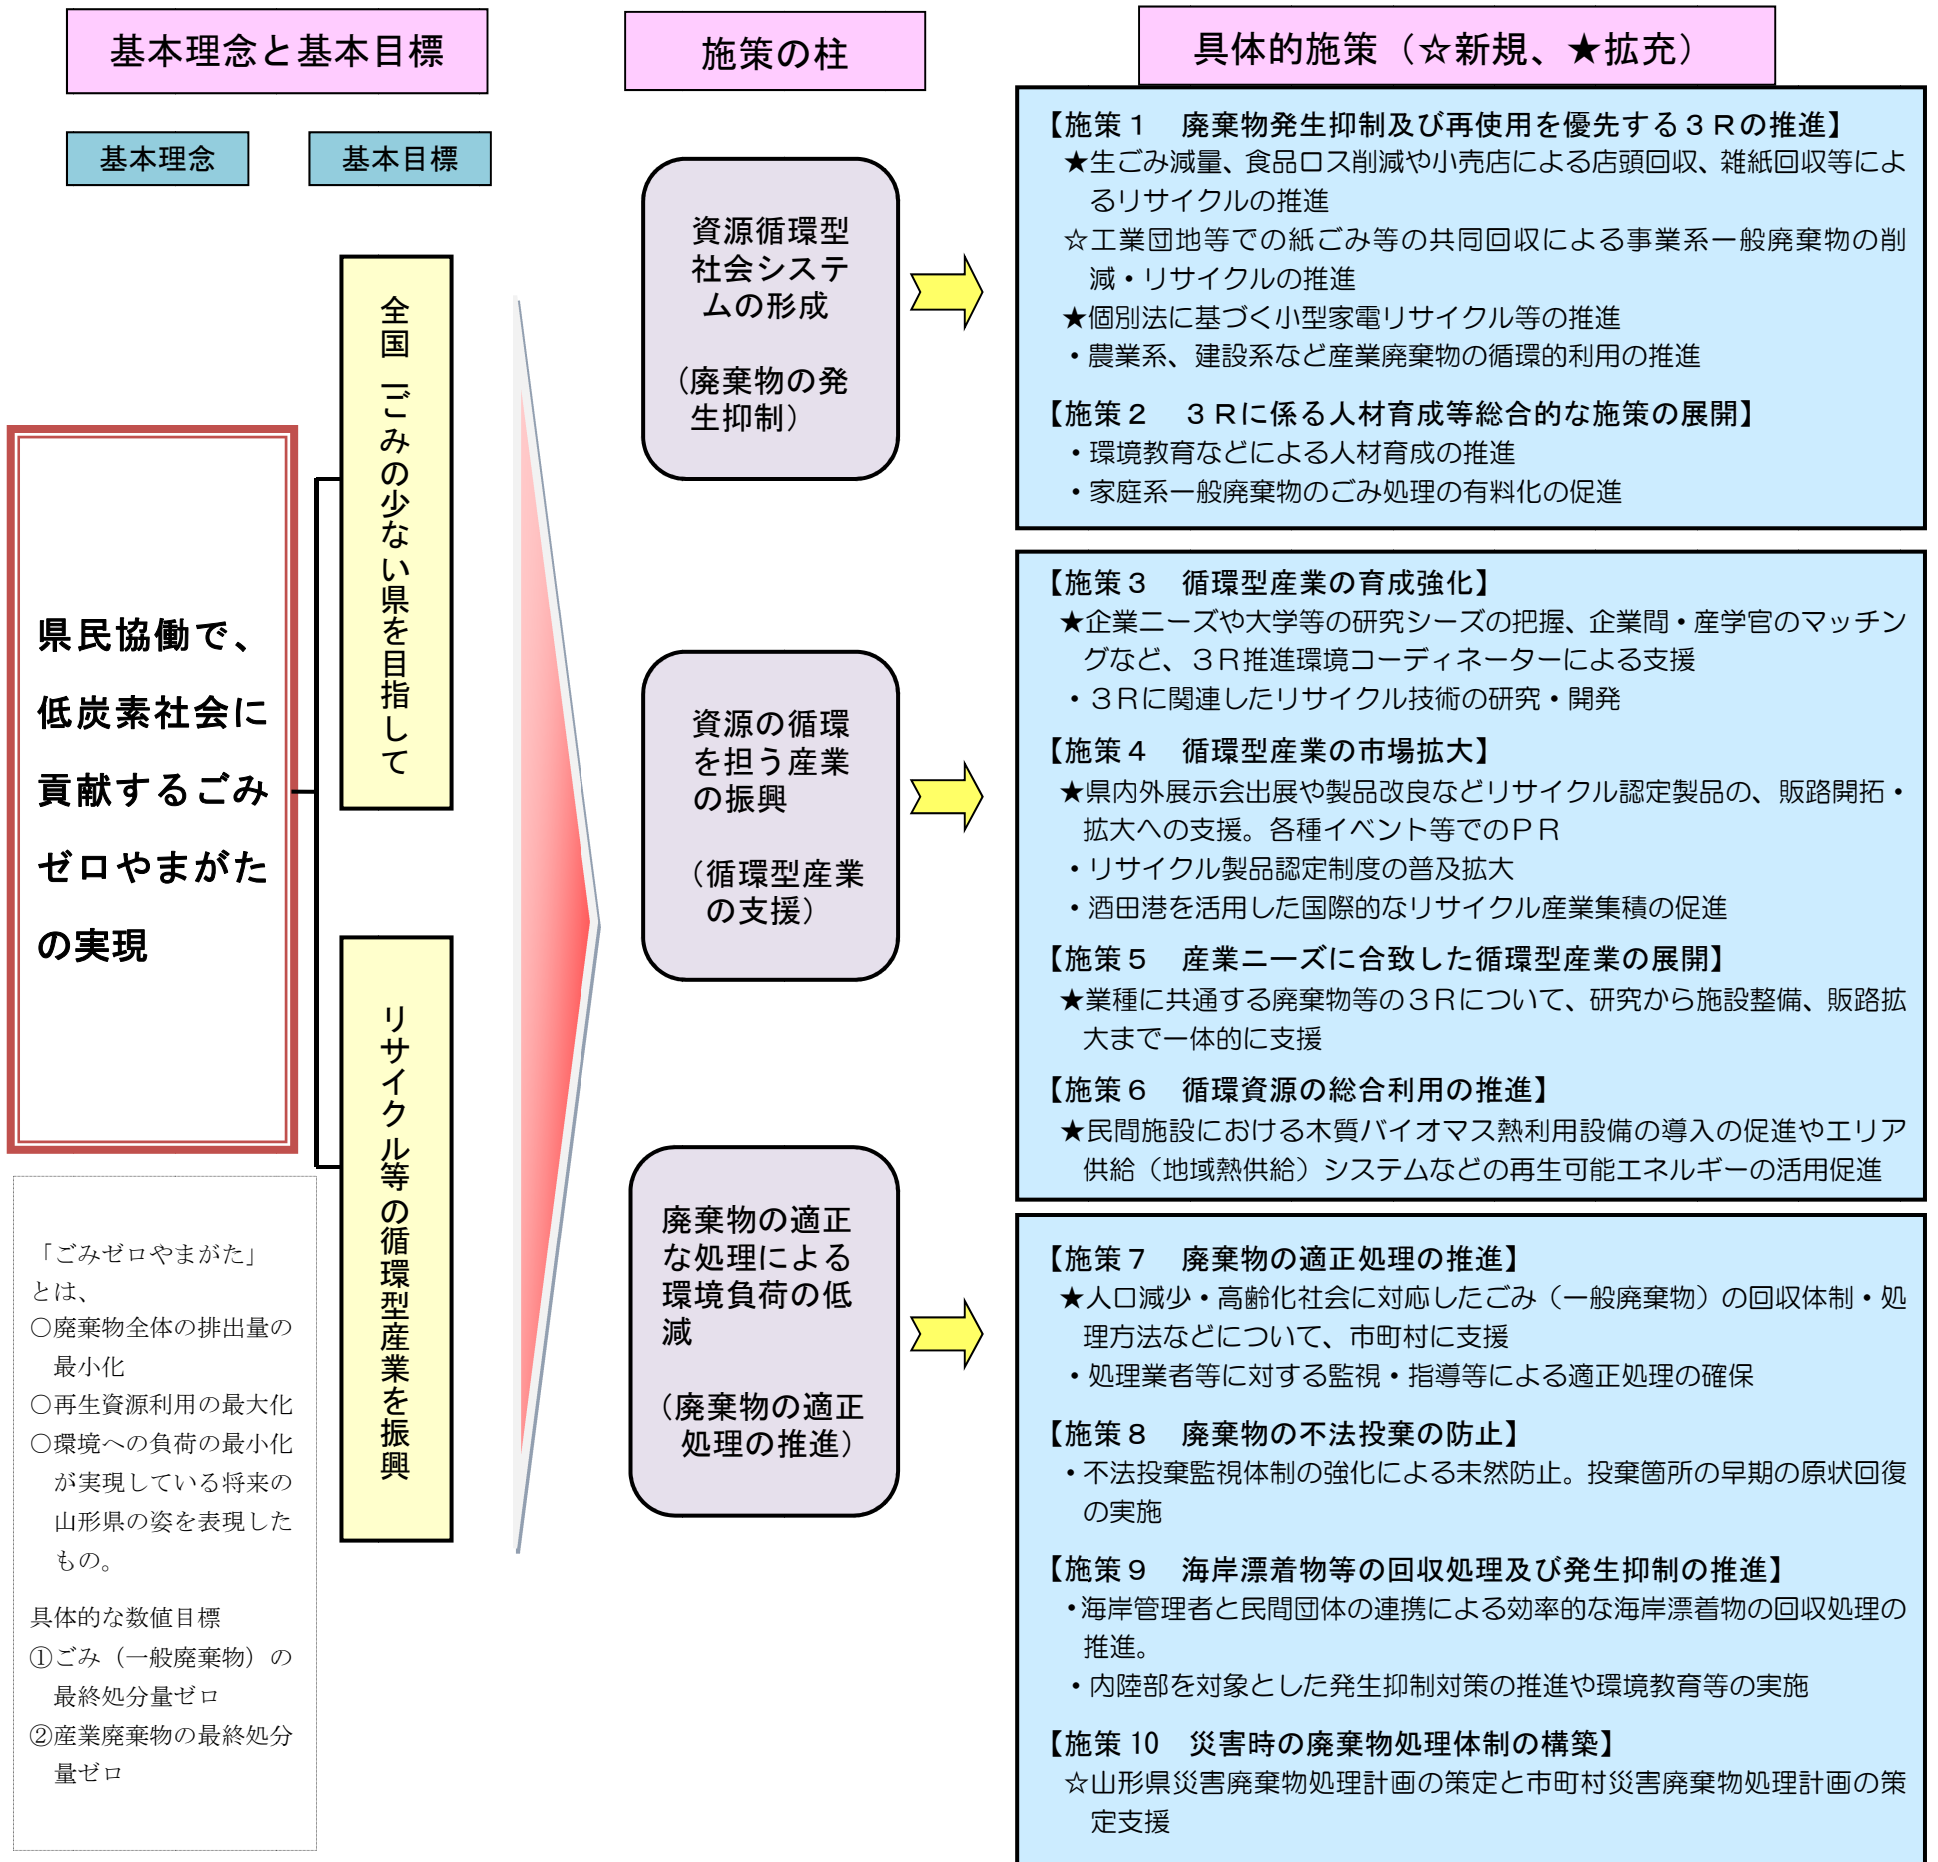 基本理念と基本目標
基本理念
基本目標
県民協働で、
低炭素社会に
貢献するごみ
ゼロやまがた
の実現
全国一ごみの少ない県を目指して
リサイクル等の循環型産業を振興
「ごみゼロやまがた」
とは、
〇廃棄物全体の排出量の
最小化
〇再生資源利用の最大化
〇環境への負荷の最小化
が実現している将来の
山形県の姿を表現した
もの。
具体的な数値目標
①ごみ（一般廃棄物）の
最終処分量ゼロ
②産業廃棄物の最終処分
量ゼロ
施策の柱
資源循環型
社会システ
ムの形成
（廃棄物の発
生抑制）
資源の循環
を担う産業
の振興
（循環型産業
の支援）
廃棄物の適正
な処理による
環境負荷の低
減
（廃棄物の適正
処理の推進）
具体的施策（☆新規、★拡充）
【施策１　廃棄物発生抑制及び再使用を優先する３Ｒの推進】
★生ごみ減量、食品ロス削減や小売店による店頭回収、雑紙回収等によ
るリサイクルの推進
☆工業団地等での紙ごみ等の共同回収による事業系一般廃棄物の削
減・リサイクルの推進
★個別法に基づく小型家電リサイクル等の推進
・農業系、建設系など産業廃棄物の循環的利用の推進
【施策２　３Ｒに係る人材育成等総合的な施策の展開】
・環境教育などによる人材育成の推進
・家庭系一般廃棄物のごみ処理の有料化の促進
【施策３　循環型産業の育成強化】
★企業ニーズや大学等の研究シーズの把握、企業間・産学官のマッチン
グなど、３Ｒ推進環境コーディネーターによる支援
・３Ｒに関連したリサイクル技術の研究・開発
【施策４　循環型産業の市場拡大】
★県内外展示会出展や製品改良などリサイクル認定製品の、販路開拓・
拡大への支援。各種イベント等でのＰＲ
・リサイクル製品認定制度の普及拡大
・酒田港を活用した国際的なリサイクル産業集積の促進
【施策５　産業ニーズに合致した循環型産業の展開】
★業種に共通する廃棄物等の３Ｒについて、研究から施設整備、販路拡
大まで一体的に支援
【施策６　循環資源の総合利用の推進】
★民間施設における木質バイオマス熱利用設備の導入の促進やエリア
供給（地域熱供給）システムなどの再生可能エネルギーの活用促進
【施策７　廃棄物の適正処理の推進】
★人口減少・高齢化社会に対応したごみ（一般廃棄物）の回収体制・処
理方法などについて、市町村に支援
・処理業者等に対する監視・指導等による適正処理の確保
【施策８　廃棄物の不法投棄の防止】
・不法投棄監視体制の強化による未然防止。投棄箇所の早期の原状回復
の実施
【施策９　海岸漂着物等の回収処理及び発生抑制の推進】
・海岸管理者と民間団体の連携による効率的な海岸漂着物の回収処理の
推進。
・内陸部を対象とした発生抑制対策の推進や環境教育等の実施
【施策 10　災害時の廃棄物処理体制の構築】
☆山形県災害廃棄物処理計画の策定と市町村災害廃棄物処理計画の策
定支援